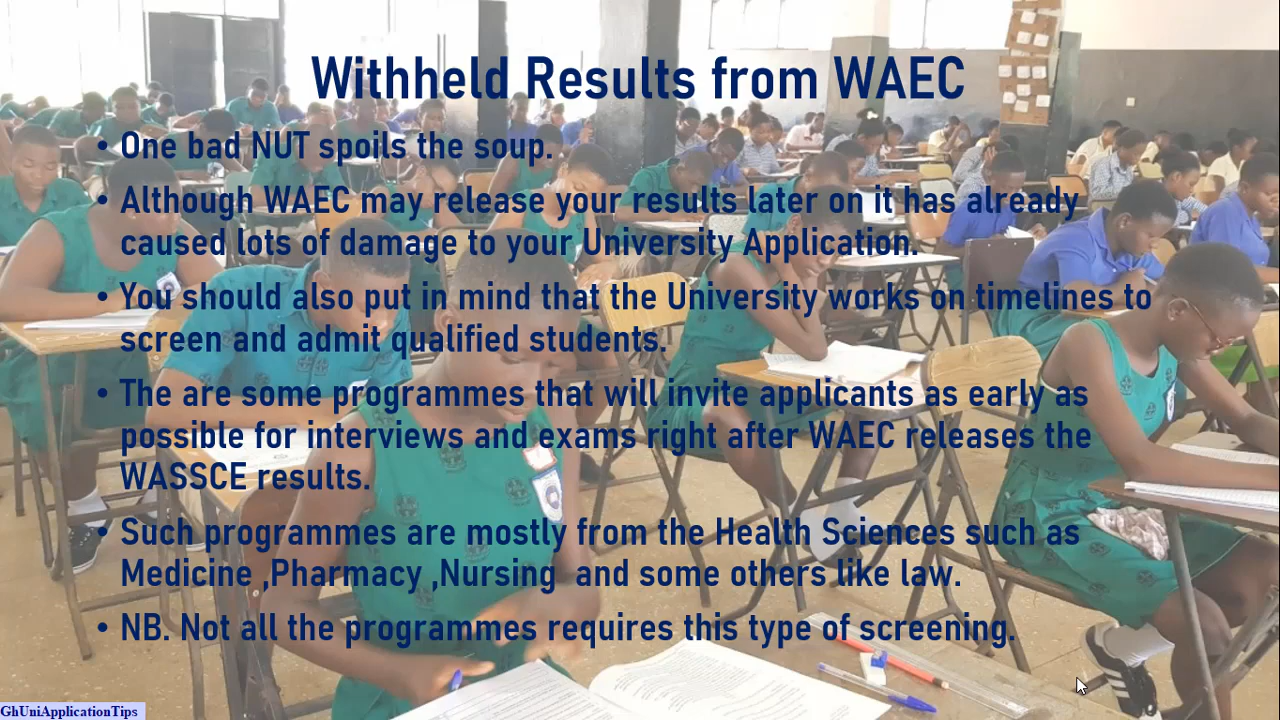 Withheld Results from WAEC
• One bad NUT spoils the soup.
• Although WAEC may release your results later on it has already
caused lots of damage to your University Application.
• You should also put in mind that the University works on timelines to
screen and admit qualified students.
• The are some programmes that will invite applicants as early as
possible for interviews and exams right after WAEC releases the
WASSCE results.
• Such programmes are mostly from the Health Sciences such as
Medicine ,Pharmacy ,Nursing  and some others like law.
• NB. Not all the programmes requires this type of screening.
GhUniApplicationTips